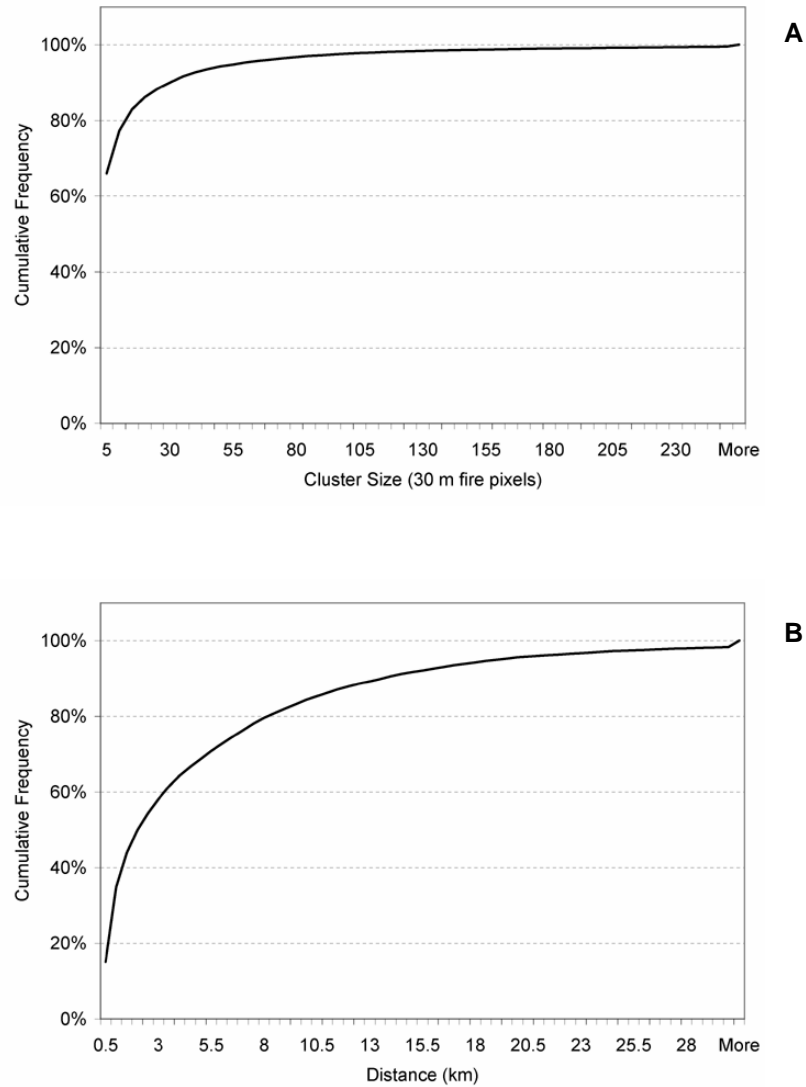 A
100%
80%
60%
40%
20%
0%
Cumulative Frequency
5 30 55 80 105 130 155 180 205 230 More
Cluster Size (30 m fire pixels)
B
100%
80%
60%
40%
20%
0%
Cumulative Frequency
0.5 3 5.5 8 10.5 13 15.5 18 20.5 23 25.5 28 More
Distance (km)